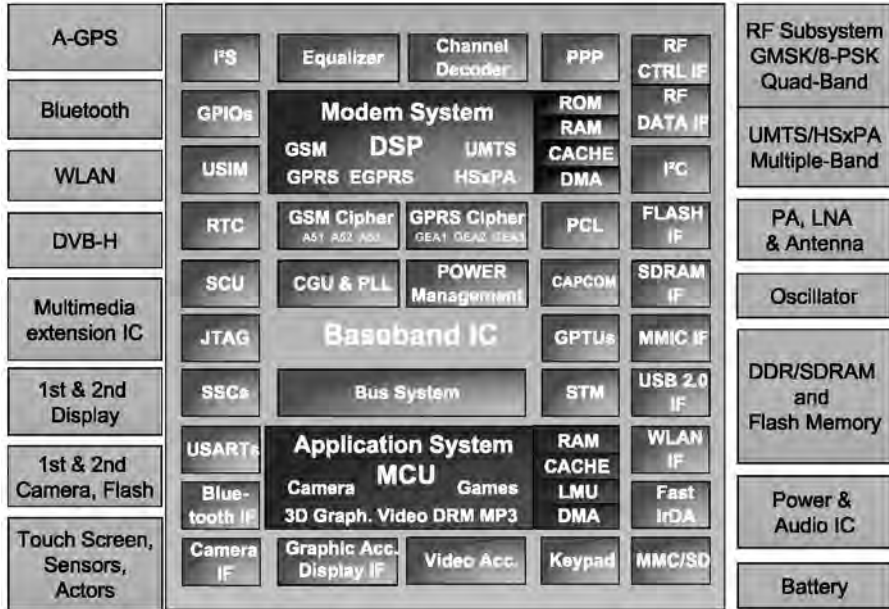 A-GPS
Bluetooth
WLAN
DVB-H
Multimedia
extension IC
1st & 2nd
Display
1st & 2nd
Camera, Flash
Touch Screen,
Sensors,
Actors
I²S
Equalizer
Channel
Decoder
PPP
RF
CTRL IF
GPIOs
Modem System
DSP
GSM
UMTS
GPRS EGPRS
HSxPA
ROM
RAM
CACHE
DMA
RF
DATA IF
USIM
I²C
RTC
GSM Cipher
A51 A52 A53
GPRS Cipher
GEA1 GEA2 GEA3
PCL
FLASH
IF
SCU
CGU & PLL
POWER
Management
CAPCOM
SDRAM
IF
JTAG
Baseband IC
GPTUs
MMIC IF
SSCs
Bus System
STM
USB 2.0
IF
USARTs
Application System
MCU
Camera
Games
3D Graph. Video DRM MP3
RAM
CACHE
LMU
DMA
WLAN
IF
Blue-
tooth IF
Fast
IrDA
Camera
IF
Graphic Acc.
Display IF
Video Acc.
Keypad
MMC/SD
RF Subsystem
GMSK/8-PSK
Quad-Band
UMTS/HSxPA
Multiple-Band
PA, LNA
& Antenna
Oscillator
DDR/SDRAM
and
Flash Memory
Power &
Audio IC
Battery